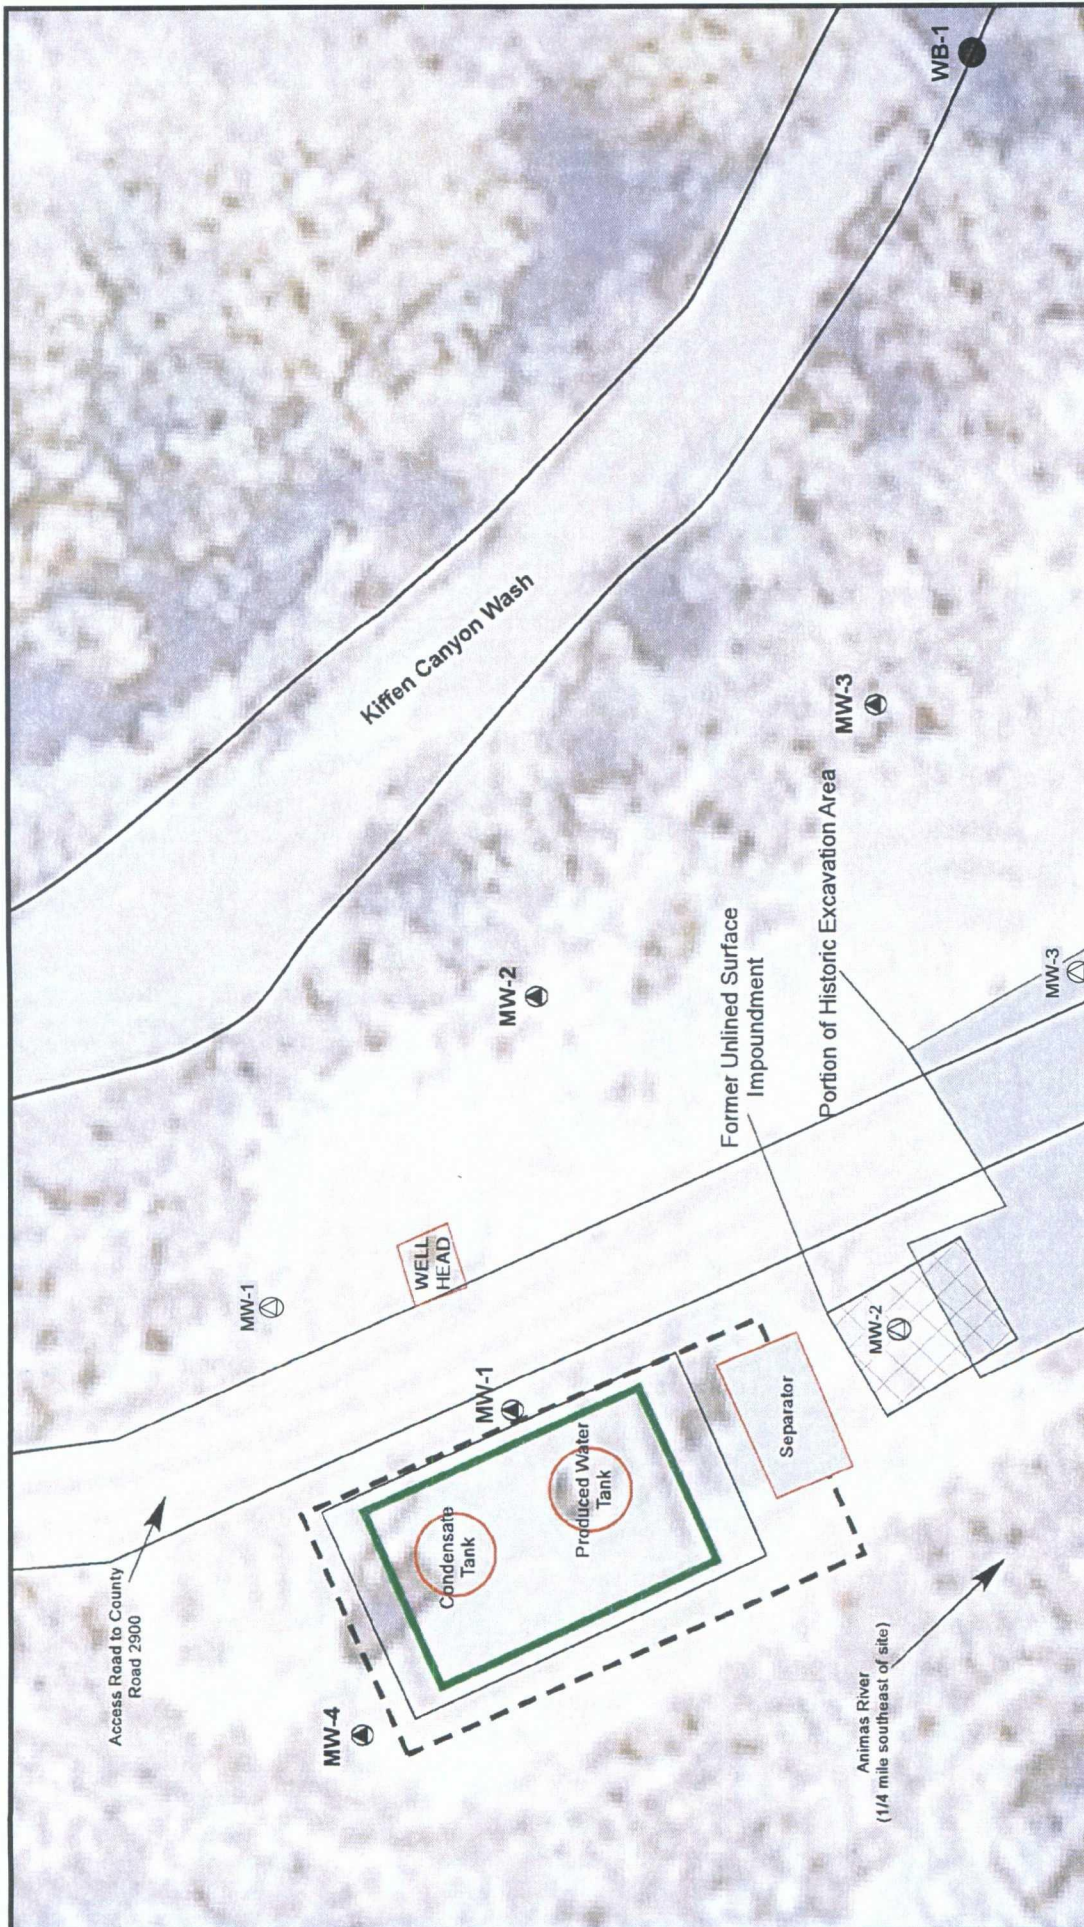 Access Road to County
Road 2900
MW-4
MW-1
WELL
HEAD
MW-1
Condensate
Tank
Produced Water
Tank
Separator
Animas River
(1/4 mile southeast of site)
Kiffen Canyon Wash
MW-2
Former Unlined Surface
Impoundment
Portion of Historic Excavation Area
MW-2
MW-3
MW-3
WB-1